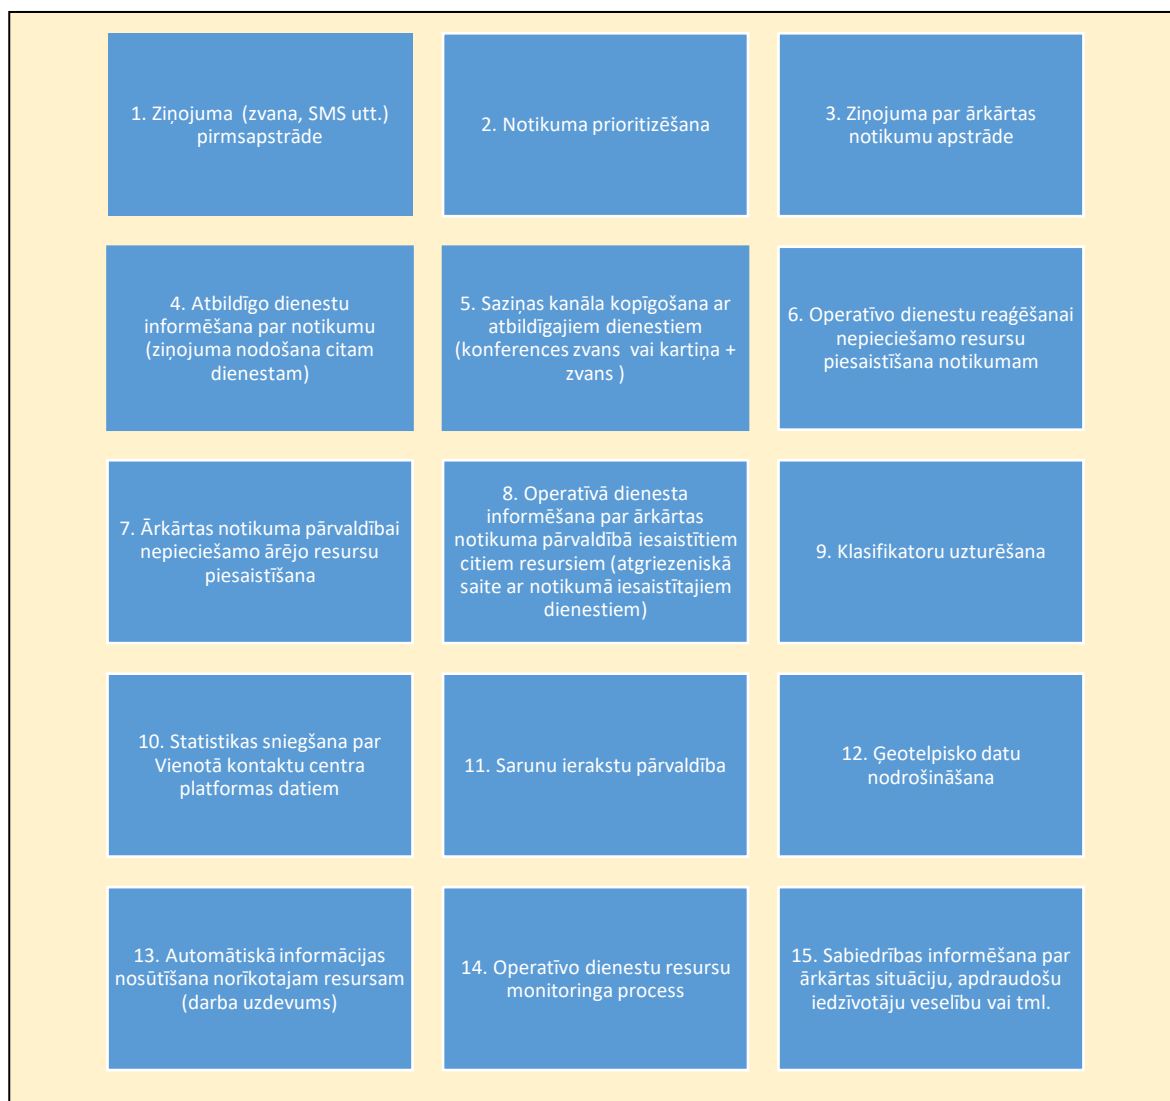 1. Ziņojuma (zvana, SMS utt.)
pirmsapstrāde
2. Notikuma prioritizēšana
3. Ziņojuma par ārkārtas
notikumu apstrāde
4. Atbildīgo dienestu
informēšana par notikumu
(ziņojuma nodošana citam
dienestam)
5. Saziņas kanāla kopīgošana ar
atbildīgajiem dienestiem
(konferences zvans vai kartiņa +
zvans )
6. Operatīvo dienestu reaģēšanai
nepieciešamo resursu
piesaistīšana notikumam
7. Ārkārtas notikuma pārvaldībai
nepieciešamo ārējo resursu
piesaistīšana
8. Operatīvā dienesta
informēšana par ārkārtas
notikuma pārvaldībā iesaistītiem
citiem resursiem (atgriezeniskā
saite ar notikumā iesaistītajiem
dienestiem)
9. Klasifikatoru uzturēšana
10. Statistikas sniegšana par
Vienotā kontaktu centra
platformas datiem
11. Sarunu ierakstu pārvaldība
12. Ģeotelpisko datu
nodrošināšana
13. Automātiskā informācijas
nosūtīšana norīkotajam resursam
(darba uzdevums)
14. Operatīvo dienestu resursu
monitoringa process
15. Sabiedrības informēšana par
ārkārtas situāciju, apdraudošu
iedzīvotāju veselību vai tml.